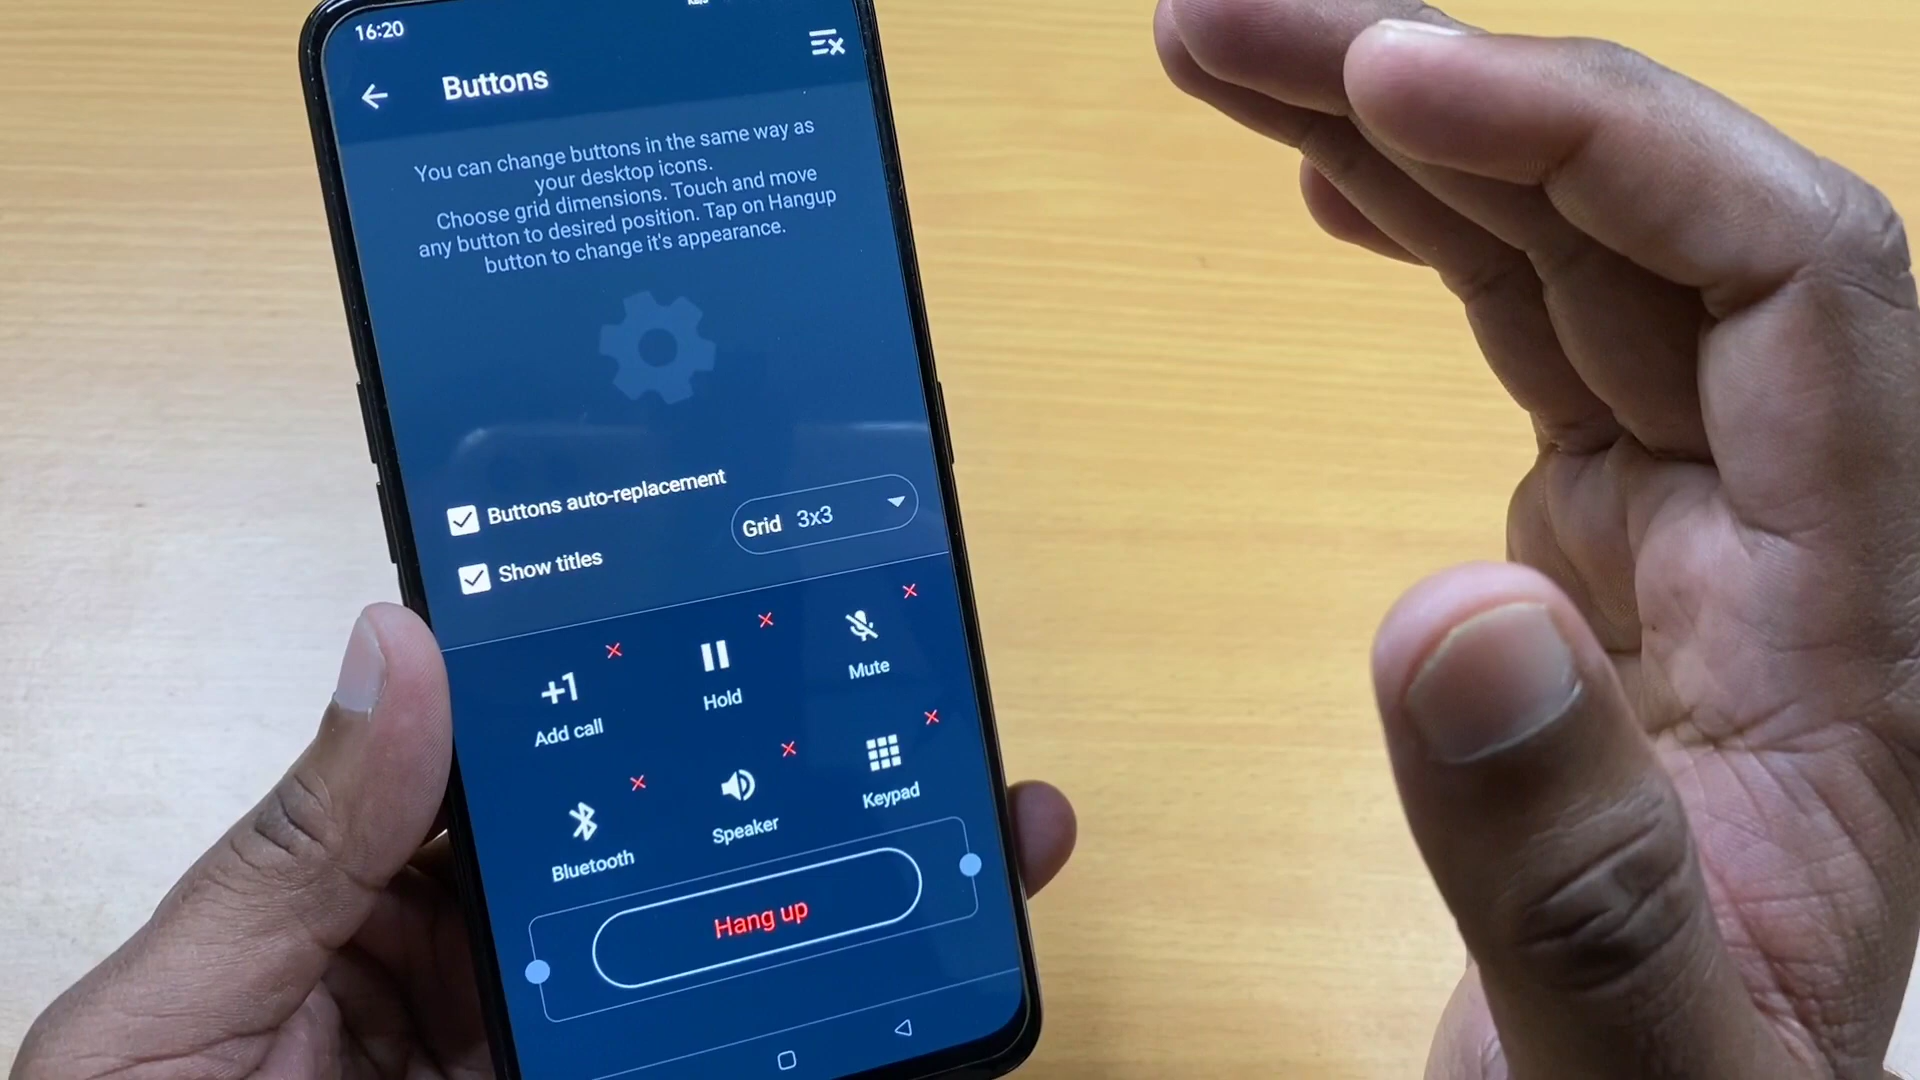 16:20
Buttons
You can change buttons in the same way as
your desktop icons.
Choose grid dimensions. Touch and move
any button to desired position. Tap on Hangup
button to change it's appearance.
Buttons auto-replacement
Grid 3x3
Show titles
+1
Add call
Hold
Mute
Bluetooth
Speaker
Keypad
Hang up